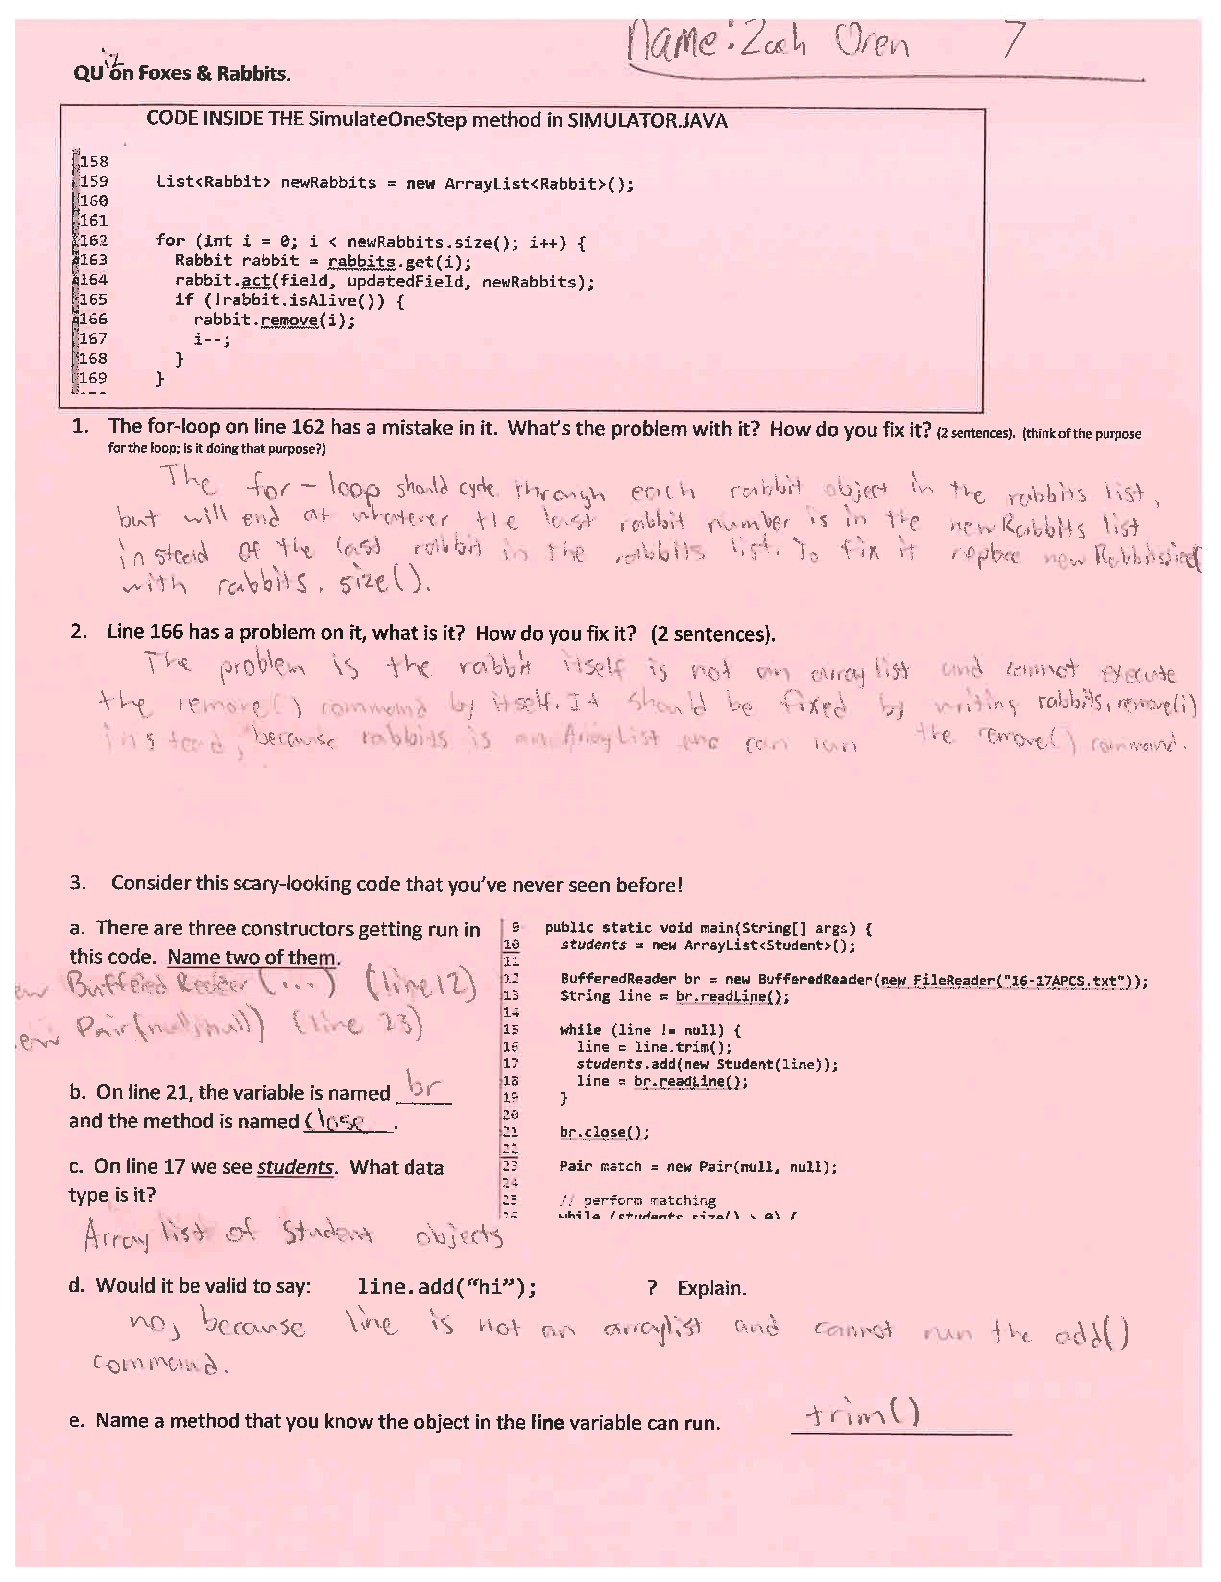 Name: Zach Oren 7
QUiz on Foxes & Rabbits.
CODE INSIDE THE SimulateOneStep method in SIMULATOR.JAVA
158
159 List<Rabbit> newRabbits = new ArrayList<Rabbit>();
160
161
162 for (int i = 0; i < newRabbits.size(); i++) {
163 Rabbit rabbit = rabbits.get(i);
164 rabbit.act(field, updatedField, newRabbits);
165 if (!rabbit.isAlive()) {
166 rabbit.remove(i);
167 i--;
168 }
169 }
1. The for-loop on line 162 has a mistake in it. What's the problem with it? How do you fix it? (2 sentences). (think of the purpose
for the loop; is it doing that purpose?)
The for-loop should cycle through each rabbit object in the rabbits list,
but will end at whatever the last rabbit number is in the newRabbits list
instead of the last rabbit in the rabbits list. To fix it replace newRabbits.size()
with rabbits.size().
2. Line 166 has a problem on it, what is it? How do you fix it? (2 sentences).
The problem is the rabbit itself is not an array list and cannot execute
the remove() command by itself. It should be fixed by writing rabbits.remove(i)
instead, because rabbits is an ArrayList and can run the remove() command.
3. Consider this scary-looking code that you've never seen before!
a. There are three constructors getting run in
this code. Name two of them.
new Buffered Reader (...) (line 12)
new Pair(null, null) (line 23)
b. On line 21, the variable is named br
and the method is named close.
c. On line 17 we see students. What data
type is it?
Array list of Student objects
9 public static void main(String[] args) {
10 students = new ArrayList<Student>();
11
12 BufferedReader br = new BufferedReader(new FileReader("16-17APCS.txt"));
13 String line = br.readLine();
14
15 while (line != null) {
16 line = line.trim();
17 students.add(new Student(line));
18 line = br.readLine();
19 }
20
21 br.close();
22
23 Pair match = new Pair(null, null);
24
25 // perform matching
26 while (students.size() > 0) {
d. Would it be valid to say: line.add("hi"); ? Explain.
no, because line is not an arraylist and cannot run the add()
command.
e. Name a method that you know the object in the line variable can run. trim()